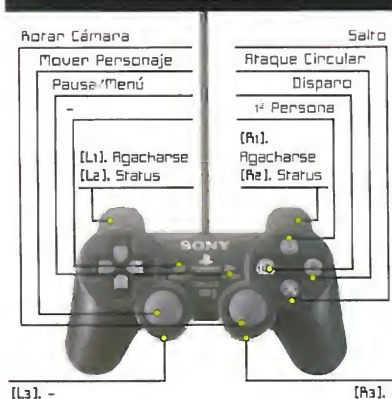 Rotar Cámara
Salto
Mover Personaje
Ataque Circular
Pausa/Menú
Disparo
-
1ª Persona
[L1]. Agacharse
[L2]. Status
[R1].
Agacharse
[R2]. Status
SONY
[L3]. -
[R3].